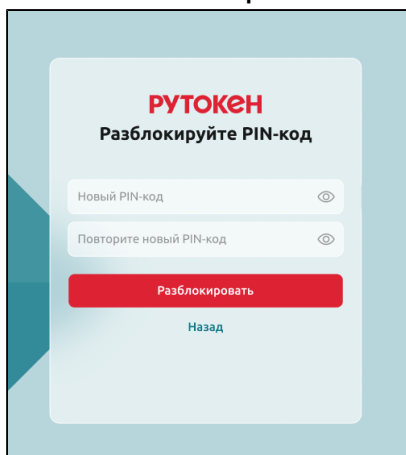 РУТОКЕН
Разблокируйте PIN-код
Новый PIN-код
Повторите новый PIN-код
Разблокировать
Назад